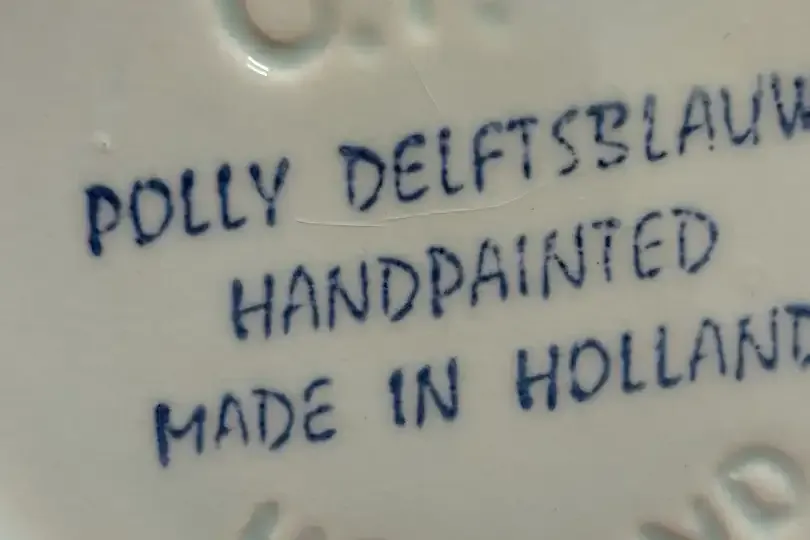 POLLY DELFTSBLAUW
HANDPAINTED
MADE IN HOLLAND